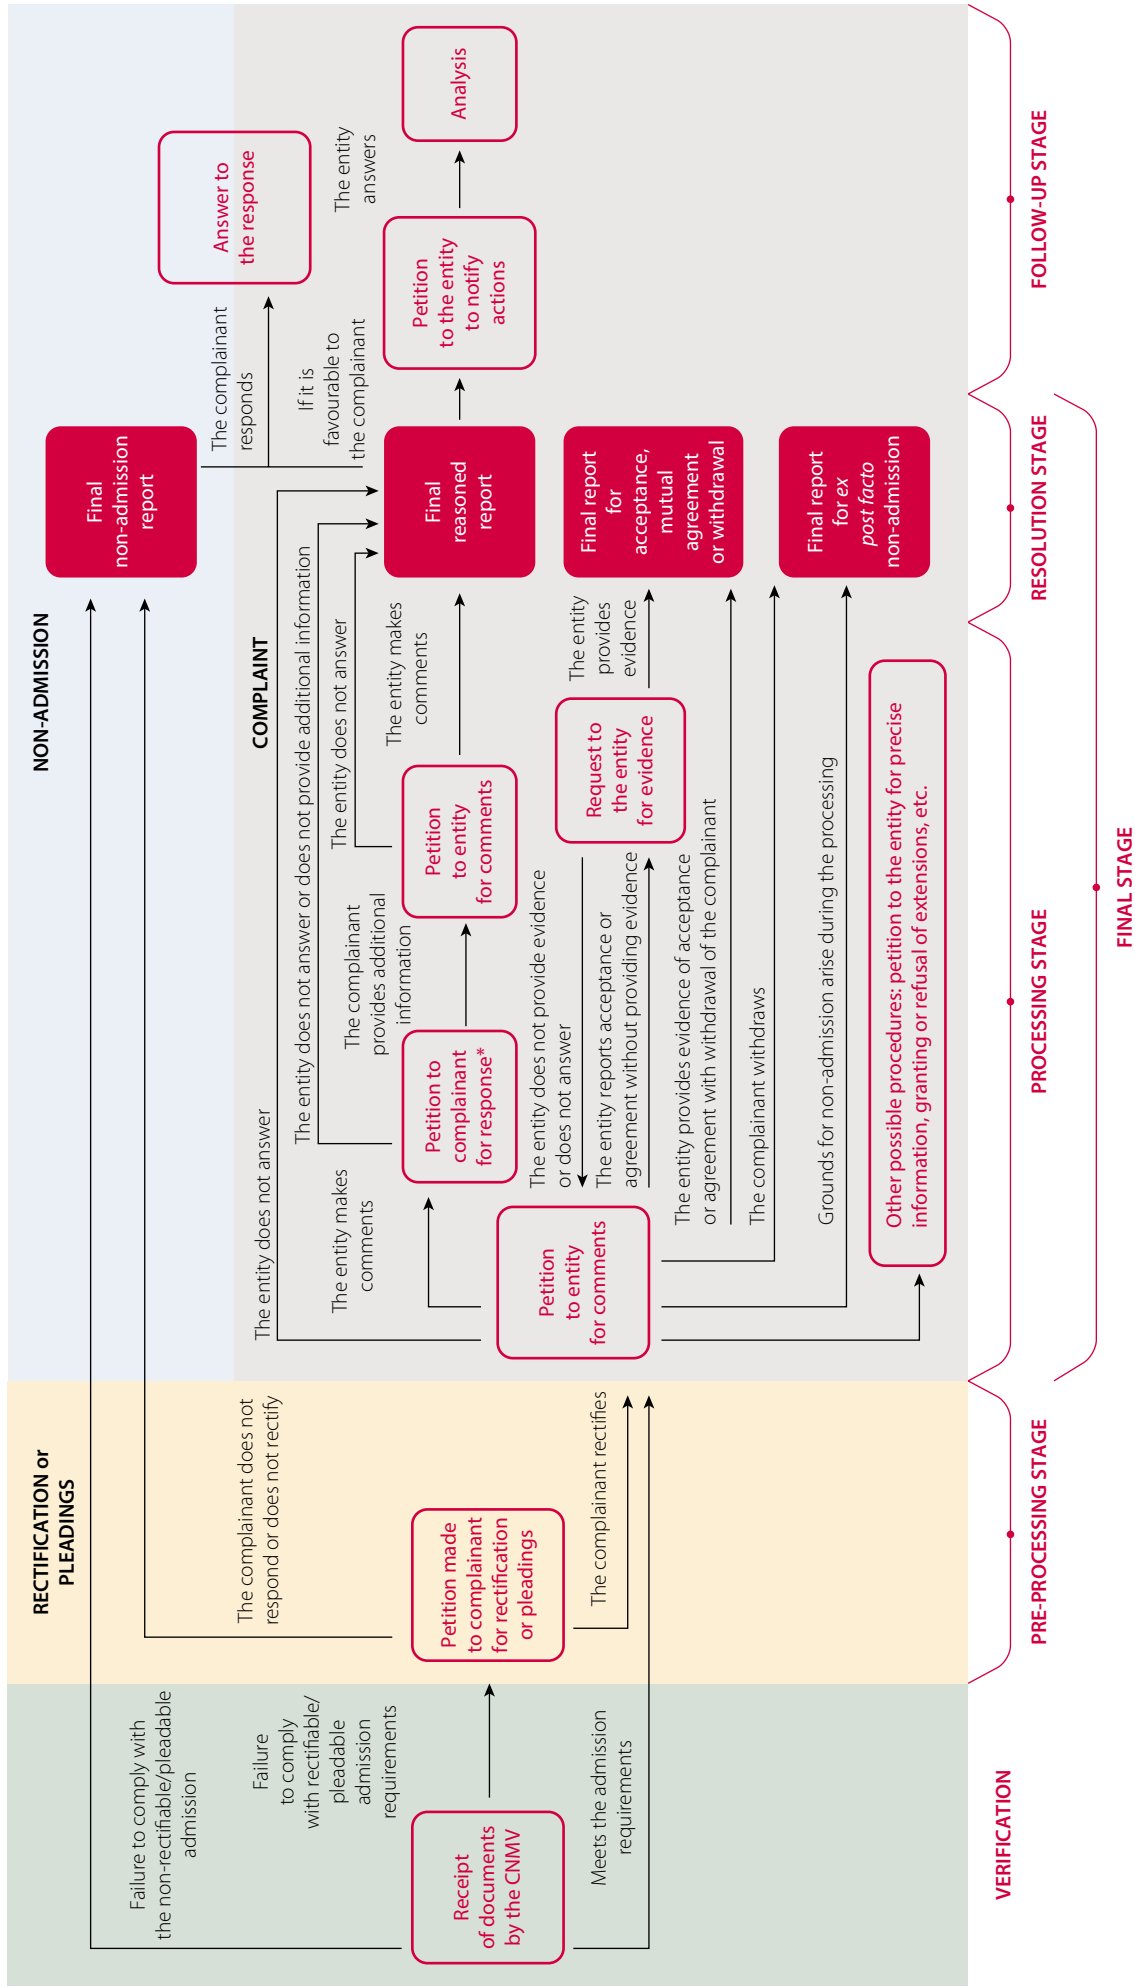 RECTIFICATION or
PLEADINGS
NON-ADMISSION
Failure to comply with
the non-rectifiable/pleadable
admission
The complainant does not
respond or does not rectify
Final
non-admission
report
The complainant
responds
Answer to
the response
Failure
to comply
with rectifiable/
pleadable
admission
requirements
Receipt
of documents
by the CNMV
Meets the admission
requirements
Petition made
to complainant
for rectification
or pleadings
The complainant rectifies
COMPLAINT
The entity does not answer
The entity does not answer or does not provide additional information
The entity does not answer
The entity makes
comments
Petition to
complainant
for response*
The complainant
provides additional
information
Petition
to entity
for comments
The entity makes
comments
Final
reasoned
report
If it is
favourable to
the complainant
Petition
to the entity
to notify
actions
The entity
answers
Analysis
Petition
to entity
for comments
The entity does not provide evidence
or does not answer
The entity reports acceptance or
agreement without providing evidence
Request to
the entity
for evidence
The entity
provides
evidence
Final report
for
acceptance,
mutual
agreement
or withdrawal
The entity provides evidence of acceptance
or agreement with withdrawal of the complainant
The complainant withdraws
Grounds for non-admission arise during the processing
Final report
for ex
post facto
non-admission
Other possible procedures: petition to the entity for precise
information, granting or refusal of extensions, etc.
VERIFICATION
PRE-PROCESSING STAGE
PROCESSING STAGE
RESOLUTION STAGE
FOLLOW-UP STAGE
FINAL STAGE